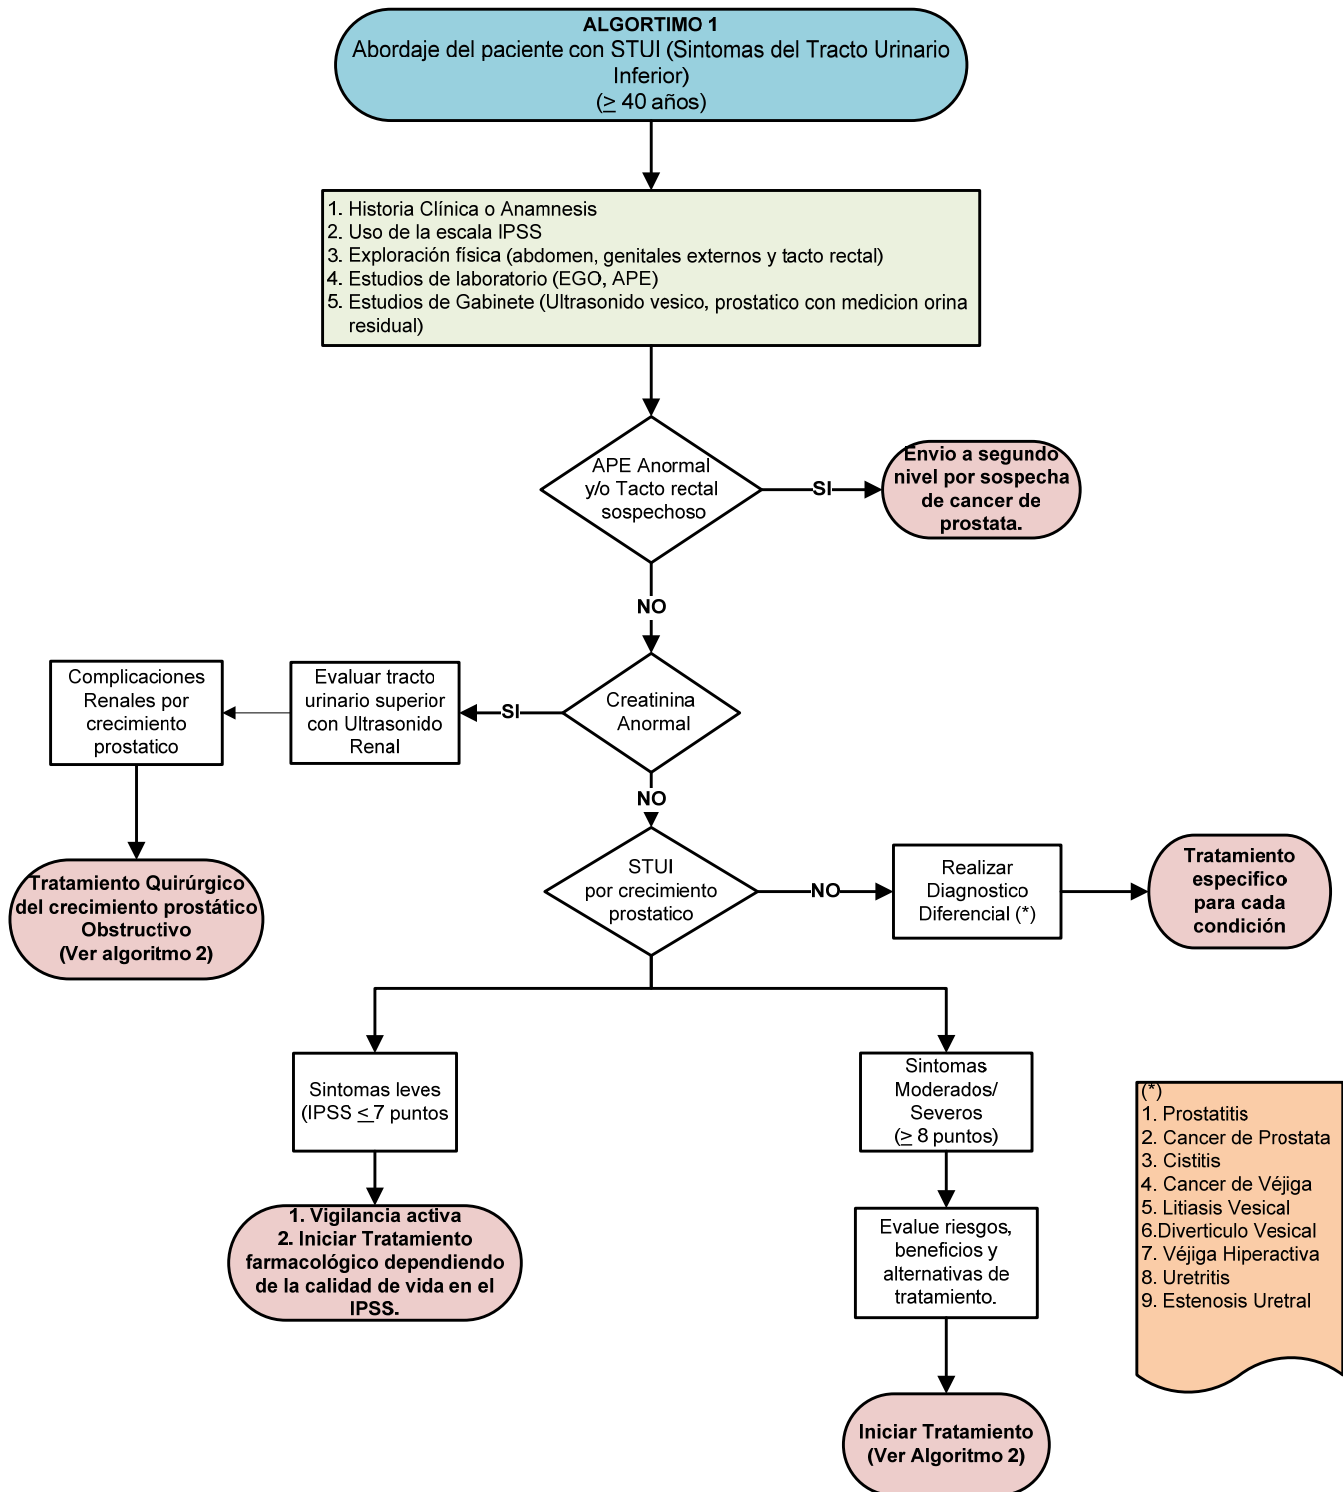 ALGORTIMO 1
Abordaje del paciente con STUI (Sintomas del Tracto Urinario
Inferior)
(≥ 40 años)
1. Historia Clínica o Anamnesis
2. Uso de la escala IPSS
3. Exploración física (abdomen, genitales externos y tacto rectal)
4. Estudios de laboratorio (EGO, APE)
5. Estudios de Gabinete (Ultrasonido vesico, prostatico con medicion orina
residual)
APE Anormal
y/o Tacto rectal
sospechoso
SI
Envio a segundo
nivel por sospecha
de cancer de
prostata.
NO
Creatinina
Anormal
SI
Evaluar tracto
urinario superior
con Ultrasonido
Renal
Complicaciones
Renales por
crecimiento
prostatico
Tratamiento Quirúrgico
del crecimiento prostático
Obstructivo
(Ver algoritmo 2)
NO
STUI
por crecimiento
prostatico
NO
Realizar
Diagnostico
Diferencial (*)
Tratamiento
especifico
para cada
condición
Sintomas leves
(IPSS ≤ 7 puntos
1. Vigilancia activa
2. Iniciar Tratamiento
farmacológico dependiendo
de la calidad de vida en el
IPSS.
Sintomas
Moderados/
Severos
(≥ 8 puntos)
Evalue riesgos,
beneficios y
alternativas de
tratamiento.
Iniciar Tratamiento
(Ver Algoritmo 2)
(*)
1. Prostatitis
2. Cancer de Prostata
3. Cistitis
4. Cancer de Véjiga
5. Litiasis Vesical
6.Diverticulo Vesical
7. Véjiga Hiperactiva
8. Uretritis
9. Estenosis Uretral